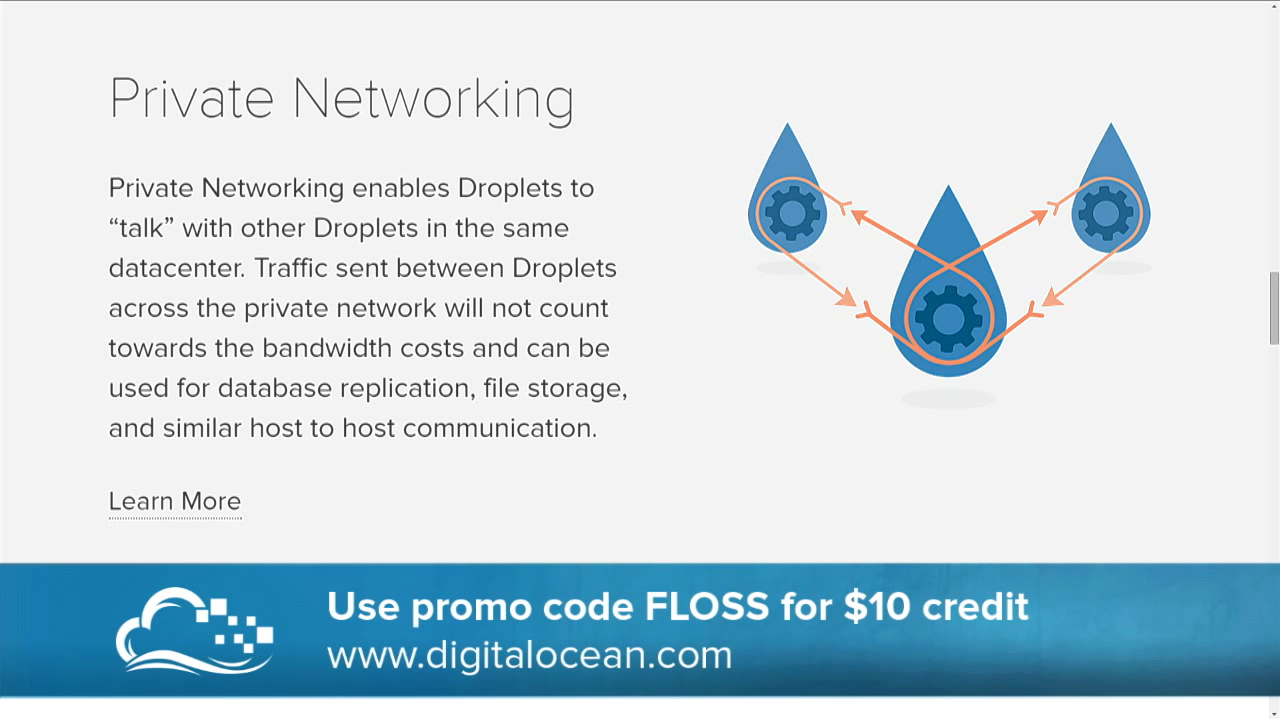 Private Networking
Private Networking enables Droplets to
“talk” with other Droplets in the same
datacenter. Traffic sent between Droplets
across the private network will not count
towards the bandwidth costs and can be
used for database replication, file storage,
and similar host to host communication.
Learn More
Use promo code FLOSS for $10 credit
www.digitalocean.com